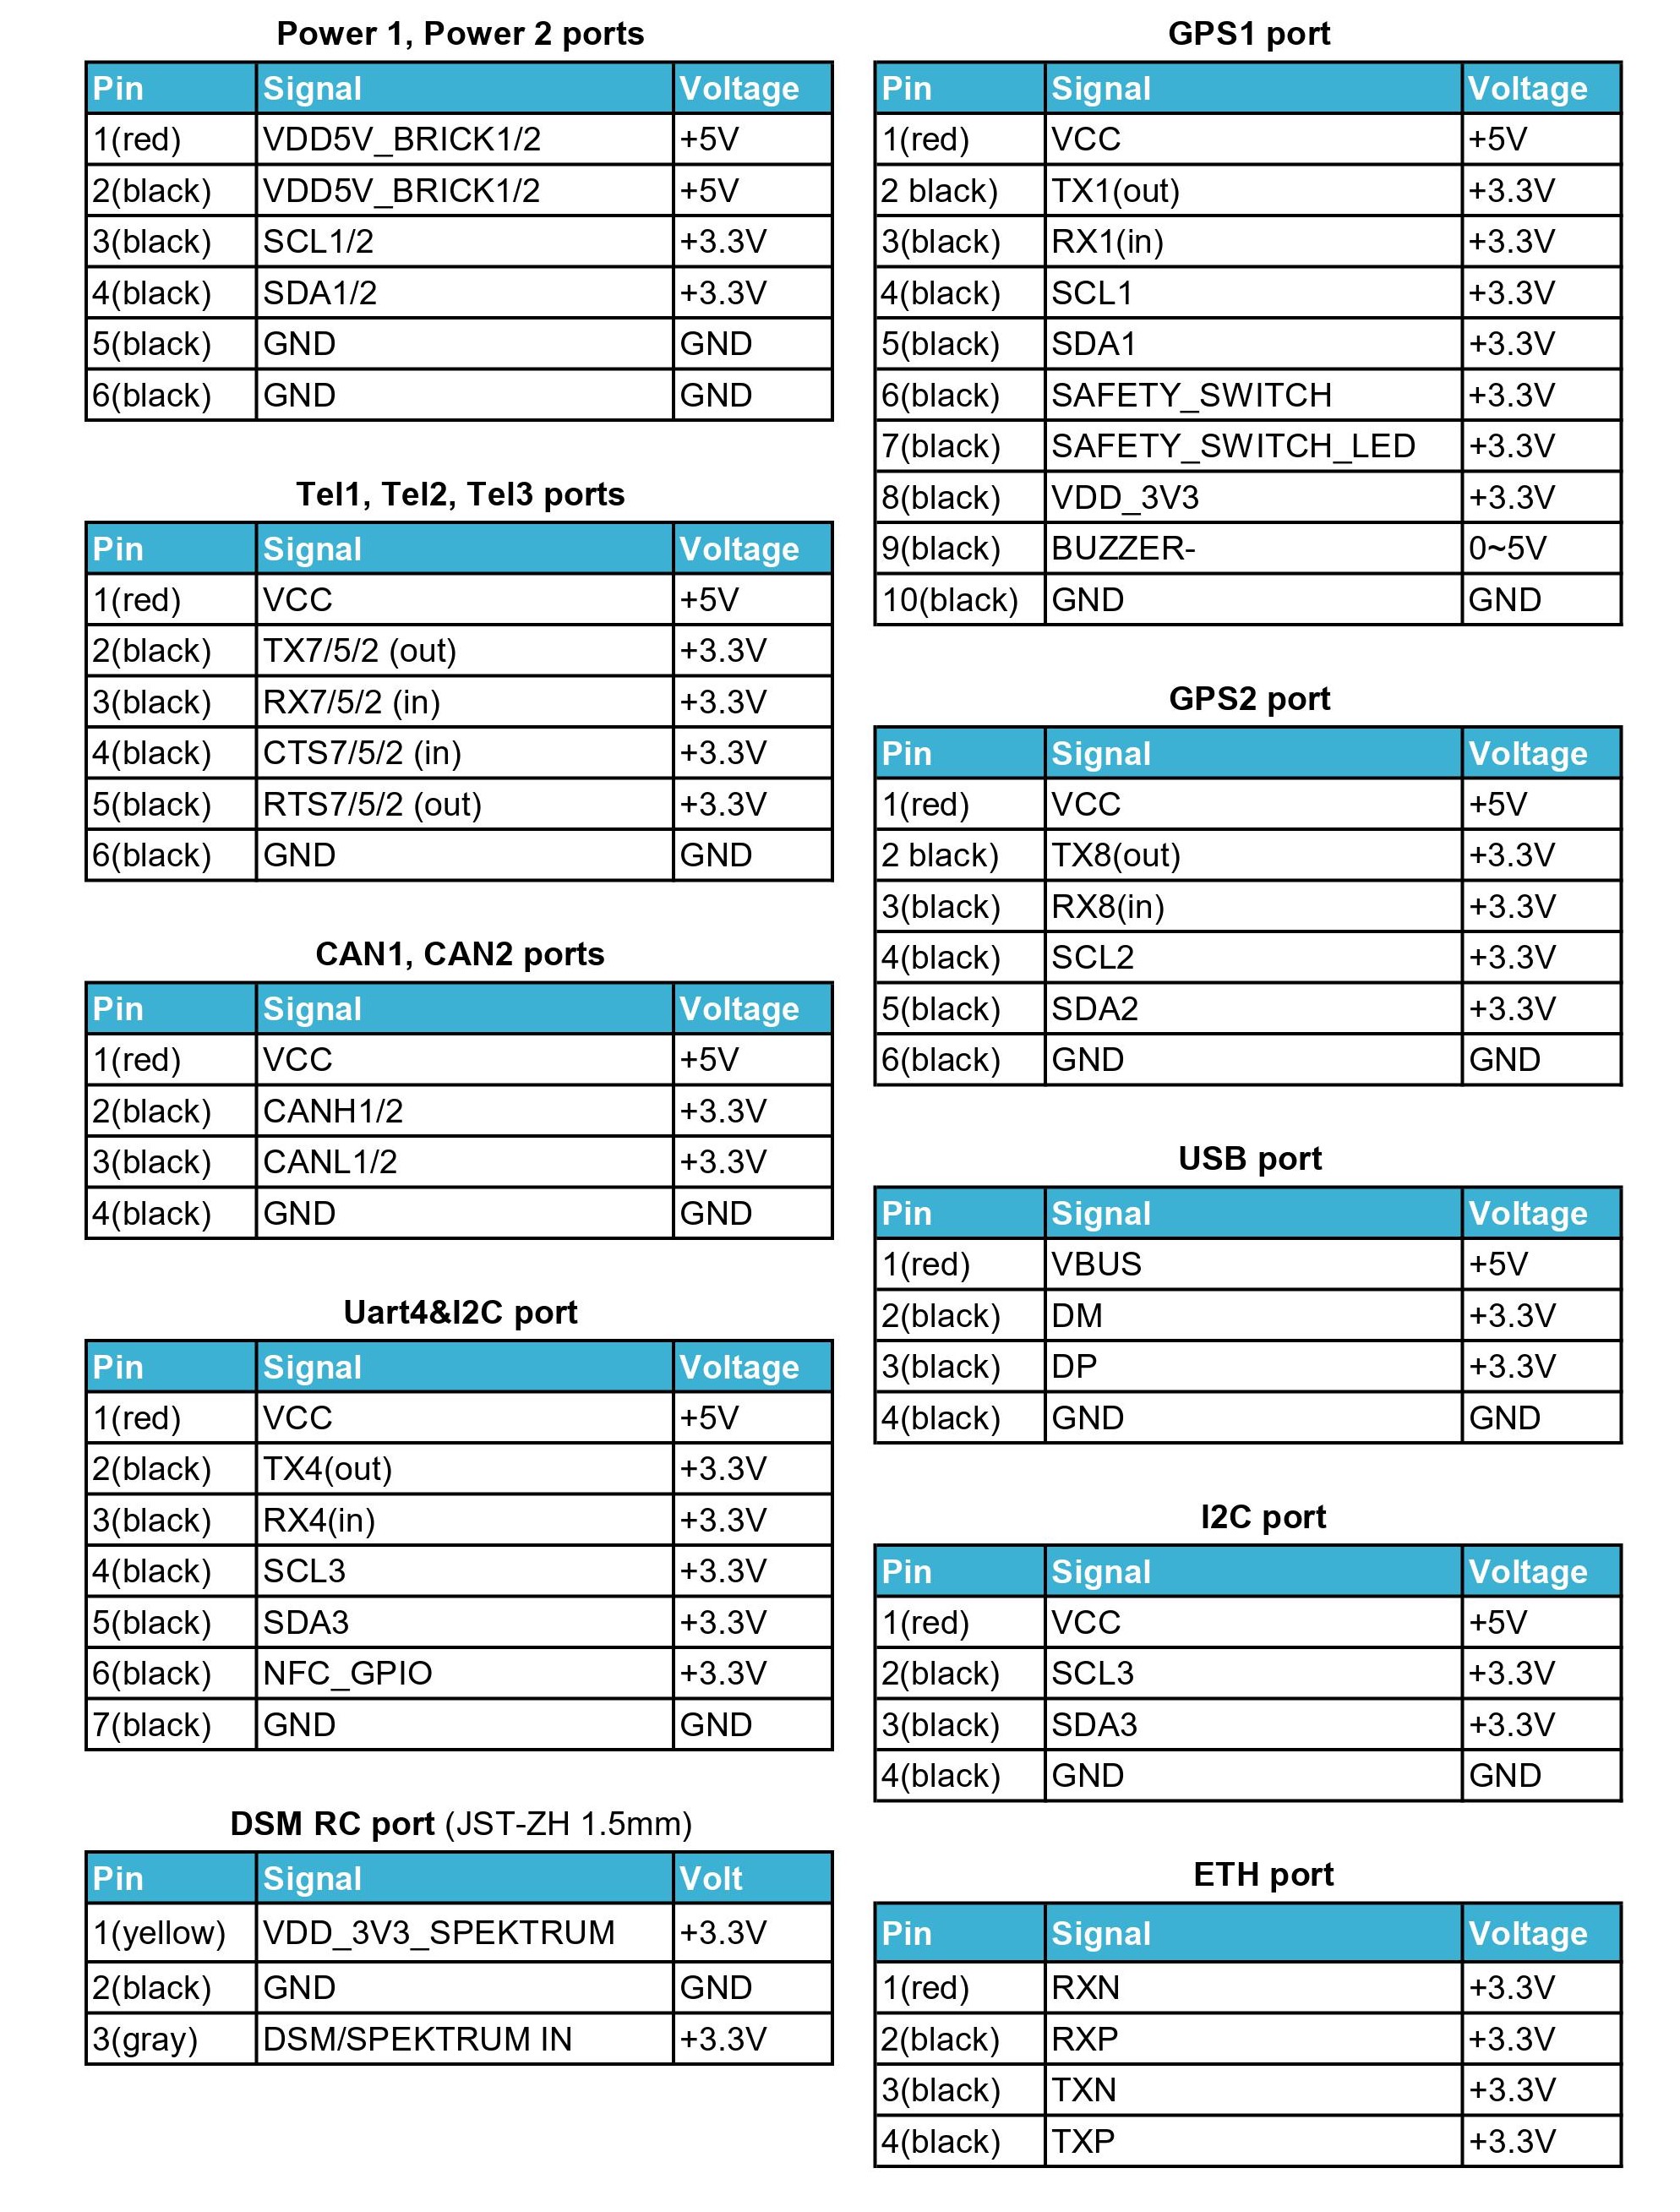 Power 1, Power 2 ports
Pin Signal Voltage
1(red) VDD5V_BRICK1/2 +5V
2(black) VDD5V_BRICK1/2 +5V
3(black) SCL1/2 +3.3V
4(black) SDA1/2 +3.3V
5(black) GND GND
6(black) GND GND
Tel1, Tel2, Tel3 ports
Pin Signal Voltage
1(red) VCC +5V
2(black) TX7/5/2 (out) +3.3V
3(black) RX7/5/2 (in) +3.3V
4(black) CTS7/5/2 (in) +3.3V
5(black) RTS7/5/2 (out) +3.3V
6(black) GND GND
CAN1, CAN2 ports
Pin Signal Voltage
1(red) VCC +5V
2(black) CANH1/2 +3.3V
3(black) CANL1/2 +3.3V
4(black) GND GND
Uart4&I2C port
Pin Signal Voltage
1(red) VCC +5V
2(black) TX4(out) +3.3V
3(black) RX4(in) +3.3V
4(black) SCL3 +3.3V
5(black) SDA3 +3.3V
6(black) NFC_GPIO +3.3V
7(black) GND GND
DSM RC port (JST-ZH 1.5mm)
Pin Signal Volt
1(yellow) VDD_3V3_SPEKTRUM +3.3V
2(black) GND GND
3(gray) DSM/SPEKTRUM IN +3.3V
GPS1 port
Pin Signal Voltage
1(red) VCC +5V
2 black) TX1(out) +3.3V
3(black) RX1(in) +3.3V
4(black) SCL1 +3.3V
5(black) SDA1 +3.3V
6(black) SAFETY_SWITCH +3.3V
7(black) SAFETY_SWITCH_LED +3.3V
8(black) VDD_3V3 +3.3V
9(black) BUZZER- 0~5V
10(black) GND GND
GPS2 port
Pin Signal Voltage
1(red) VCC +5V
2 black) TX8(out) +3.3V
3(black) RX8(in) +3.3V
4(black) SCL2 +3.3V
5(black) SDA2 +3.3V
6(black) GND GND
USB port
Pin Signal Voltage
1(red) VBUS +5V
2(black) DM +3.3V
3(black) DP +3.3V
4(black) GND GND
I2C port
Pin Signal Voltage
1(red) VCC +5V
2(black) SCL3 +3.3V
3(black) SDA3 +3.3V
4(black) GND GND
ETH port
Pin Signal Voltage
1(red) RXN +3.3V
2(black) RXP +3.3V
3(black) TXN +3.3V
4(black) TXP +3.3V